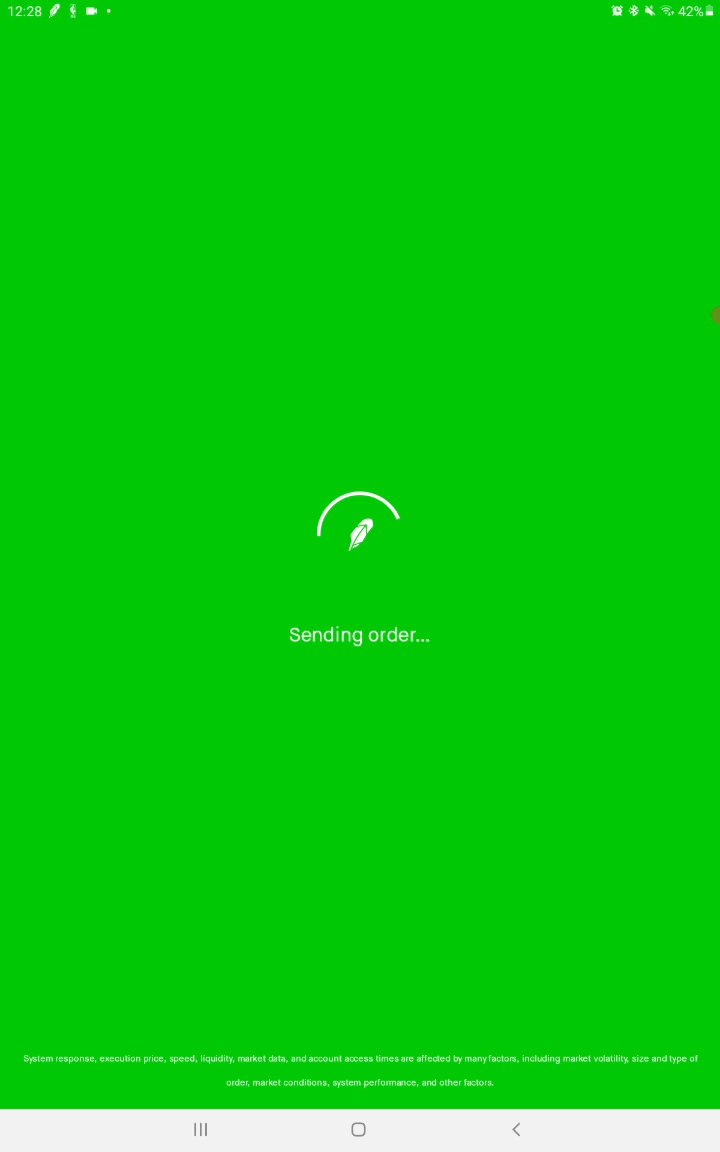 12:28
42%
Sending order...
System response, execution price, speed, liquidity, market data, and account access times are affected by many factors, including market volatility, size and type of
order, market conditions, system performance, and other factors.